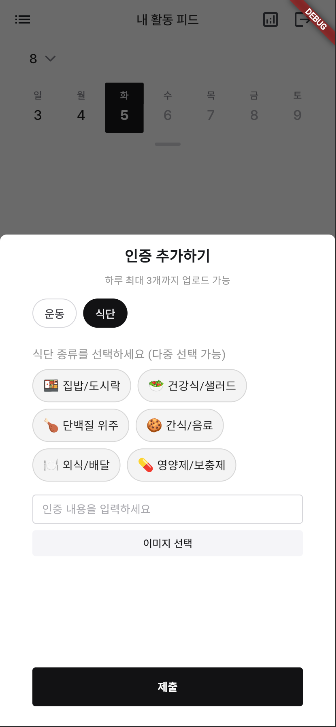 DEBUG
내 활동 피드
8
일 월 화 수 목 금 토
3 4 5 6 7 8 9
인증 추가하기
하루 최대 3개까지 업로드 가능
운동 식단
식단 종류를 선택하세요 (다중 선택 가능)
🍱 집밥/도시락 🥗 건강식/샐러드
🍗 단백질 위주 🍪 간식/음료
🍽️ 외식/배달 💊 영양제/보충제
인증 내용을 입력하세요
이미지 선택
제출